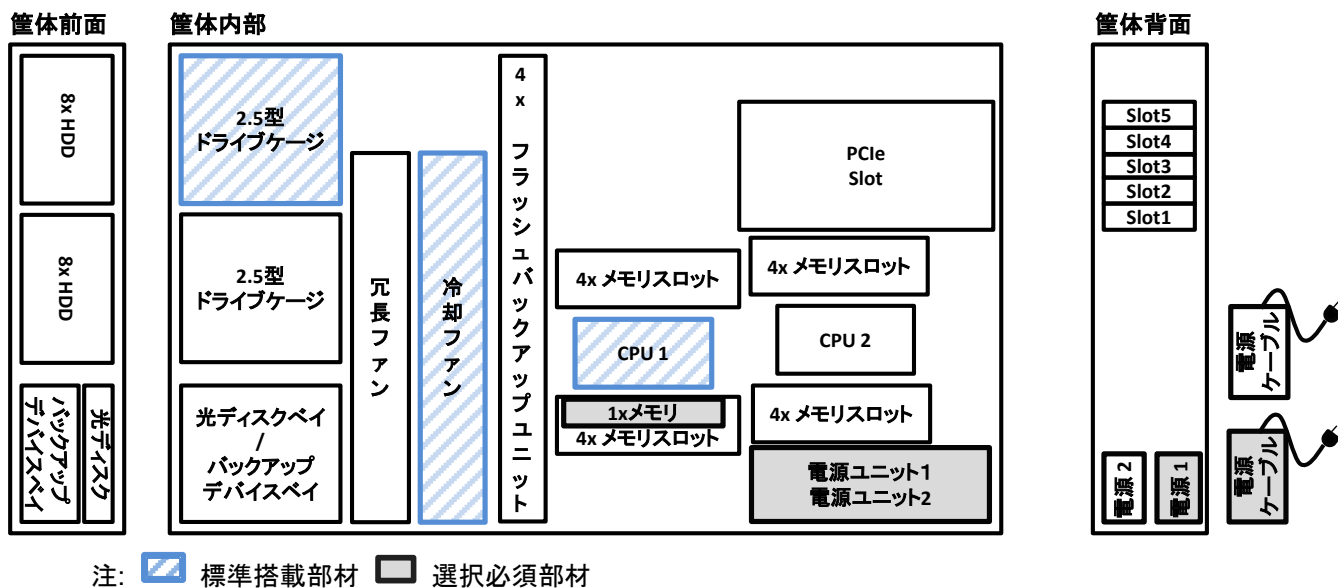 筐体前面
8x HDD
8x HDD
バックアップ
デバイスベイ
光ディスク
筐体内部
2.5型
ドライブケージ
2.5型
ドライブケージ
光ディスクベイ
/
バックアップ
デバイスベイ
冗長ファン
冷却ファン
4x フラッシュバックアップユニット
PCIe
Slot
4x メモリスロット
4x メモリスロット
CPU 1
CPU 2
1xメモリ
4x メモリスロット
4x メモリスロット
電源ユニット1
電源ユニット2
筐体背面
Slot5
Slot4
Slot3
Slot2
Slot1
電源 2
電源 1
電源
ケーブル
電源
ケーブル
注: 標準搭載部材 選択必須部材